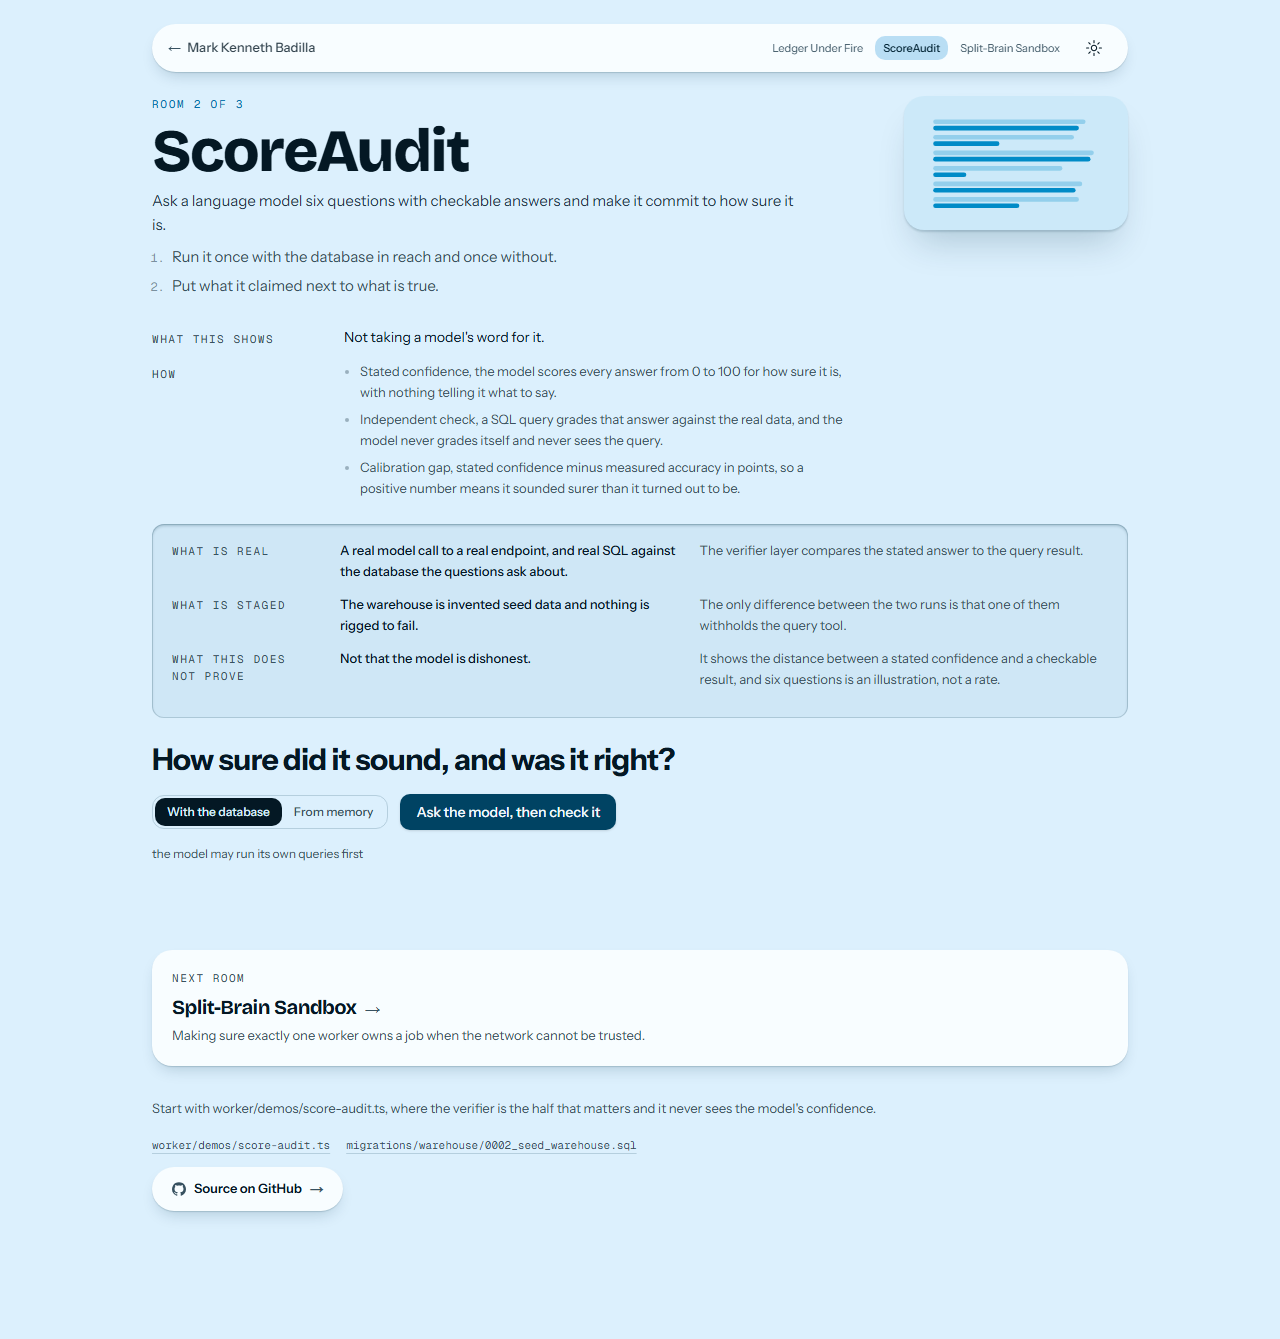 ← Mark Kenneth Badilla
Ledger Under Fire
ScoreAudit
Split-Brain Sandbox
ROOM 2 OF 3
ScoreAudit
Ask a language model six questions with checkable answers and make it commit to how sure it
is.
1. Run it once with the database in reach and once without.
2. Put what it claimed next to what is true.
WHAT THIS SHOWS
Not taking a model's word for it.
HOW
Stated confidence, the model scores every answer from 0 to 100 for how sure it is,
with nothing telling it what to say.
Independent check, a SQL query grades that answer against the real data, and the
model never grades itself and never sees the query.
Calibration gap, stated confidence minus measured accuracy in points, so a
positive number means it sounded surer than it turned out to be.
WHAT IS REAL
A real model call to a real endpoint, and real SQL against
the database the questions ask about.
The verifier layer compares the stated answer to the query result.
WHAT IS STAGED
The warehouse is invented seed data and nothing is
rigged to fail.
The only difference between the two runs is that one of them
withholds the query tool.
WHAT THIS DOES
NOT PROVE
Not that the model is dishonest.
It shows the distance between a stated confidence and a checkable
result, and six questions is an illustration, not a rate.
How sure did it sound, and was it right?
With the database
From memory
Ask the model, then check it
the model may run its own queries first
NEXT ROOM
Split-Brain Sandbox →
Making sure exactly one worker owns a job when the network cannot be trusted.
Start with worker/demos/score-audit.ts, where the verifier is the half that matters and it never sees the model's confidence.
worker/demos/score-audit.ts
migrations/warehouse/0002_seed_warehouse.sql
Source on GitHub →